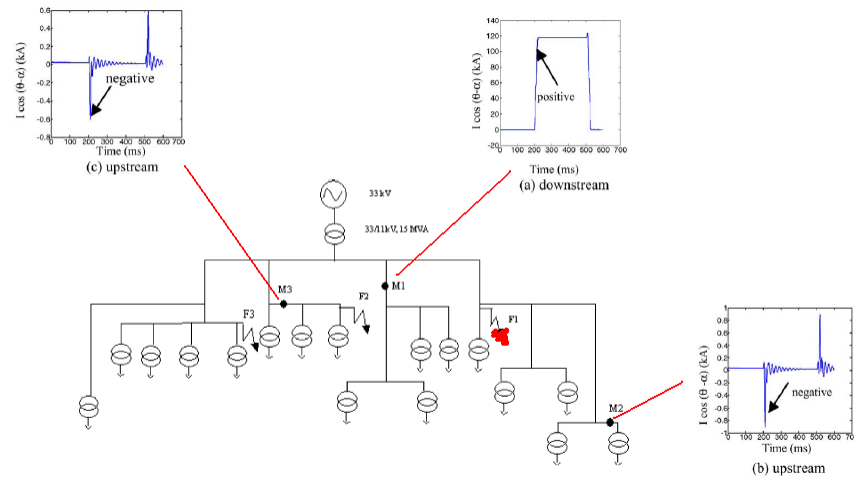 0.6
0.4
0.2
0
-0.2
-0.4
-0.6
-0.8
I cos (θ-α) (kA)
negative
0 100 200 300 400 500 600 700
Time (ms)
(c) upstream
140
120
100
80
60
40
20
0
-20
I cos (θ-α) (kA)
positive
0 100 200 300 400 500 600 700
Time (ms)
(a) downstream
33kV
33/11kV, 15 MVA
M3
F2
M1
F3
F1
M2
1
0.8
0.6
0.4
0.2
0
-0.2
-0.4
-0.6
-0.8
-1
I cos (θ -α) (kA)
negative
0 100 200 300 400 500 600 700
Time (ms)
(b) upstream